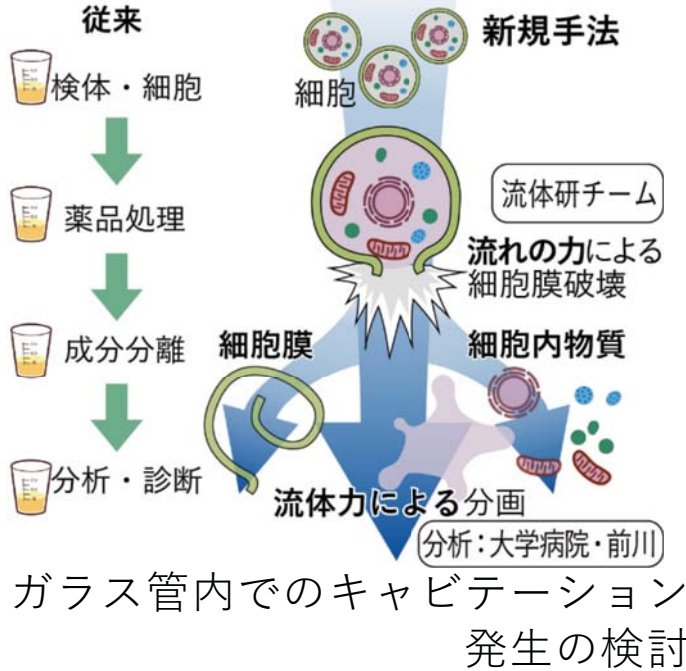 従来
検体・細胞
薬品処理
成分分離
分析・診断
新規手法
細胞
流体研チーム
流れの力による
細胞膜破壊
細胞膜
細胞内物質
流体力による分画
分析：大学病院・前川
ガラス管内でのキャビテーション
発生の検討